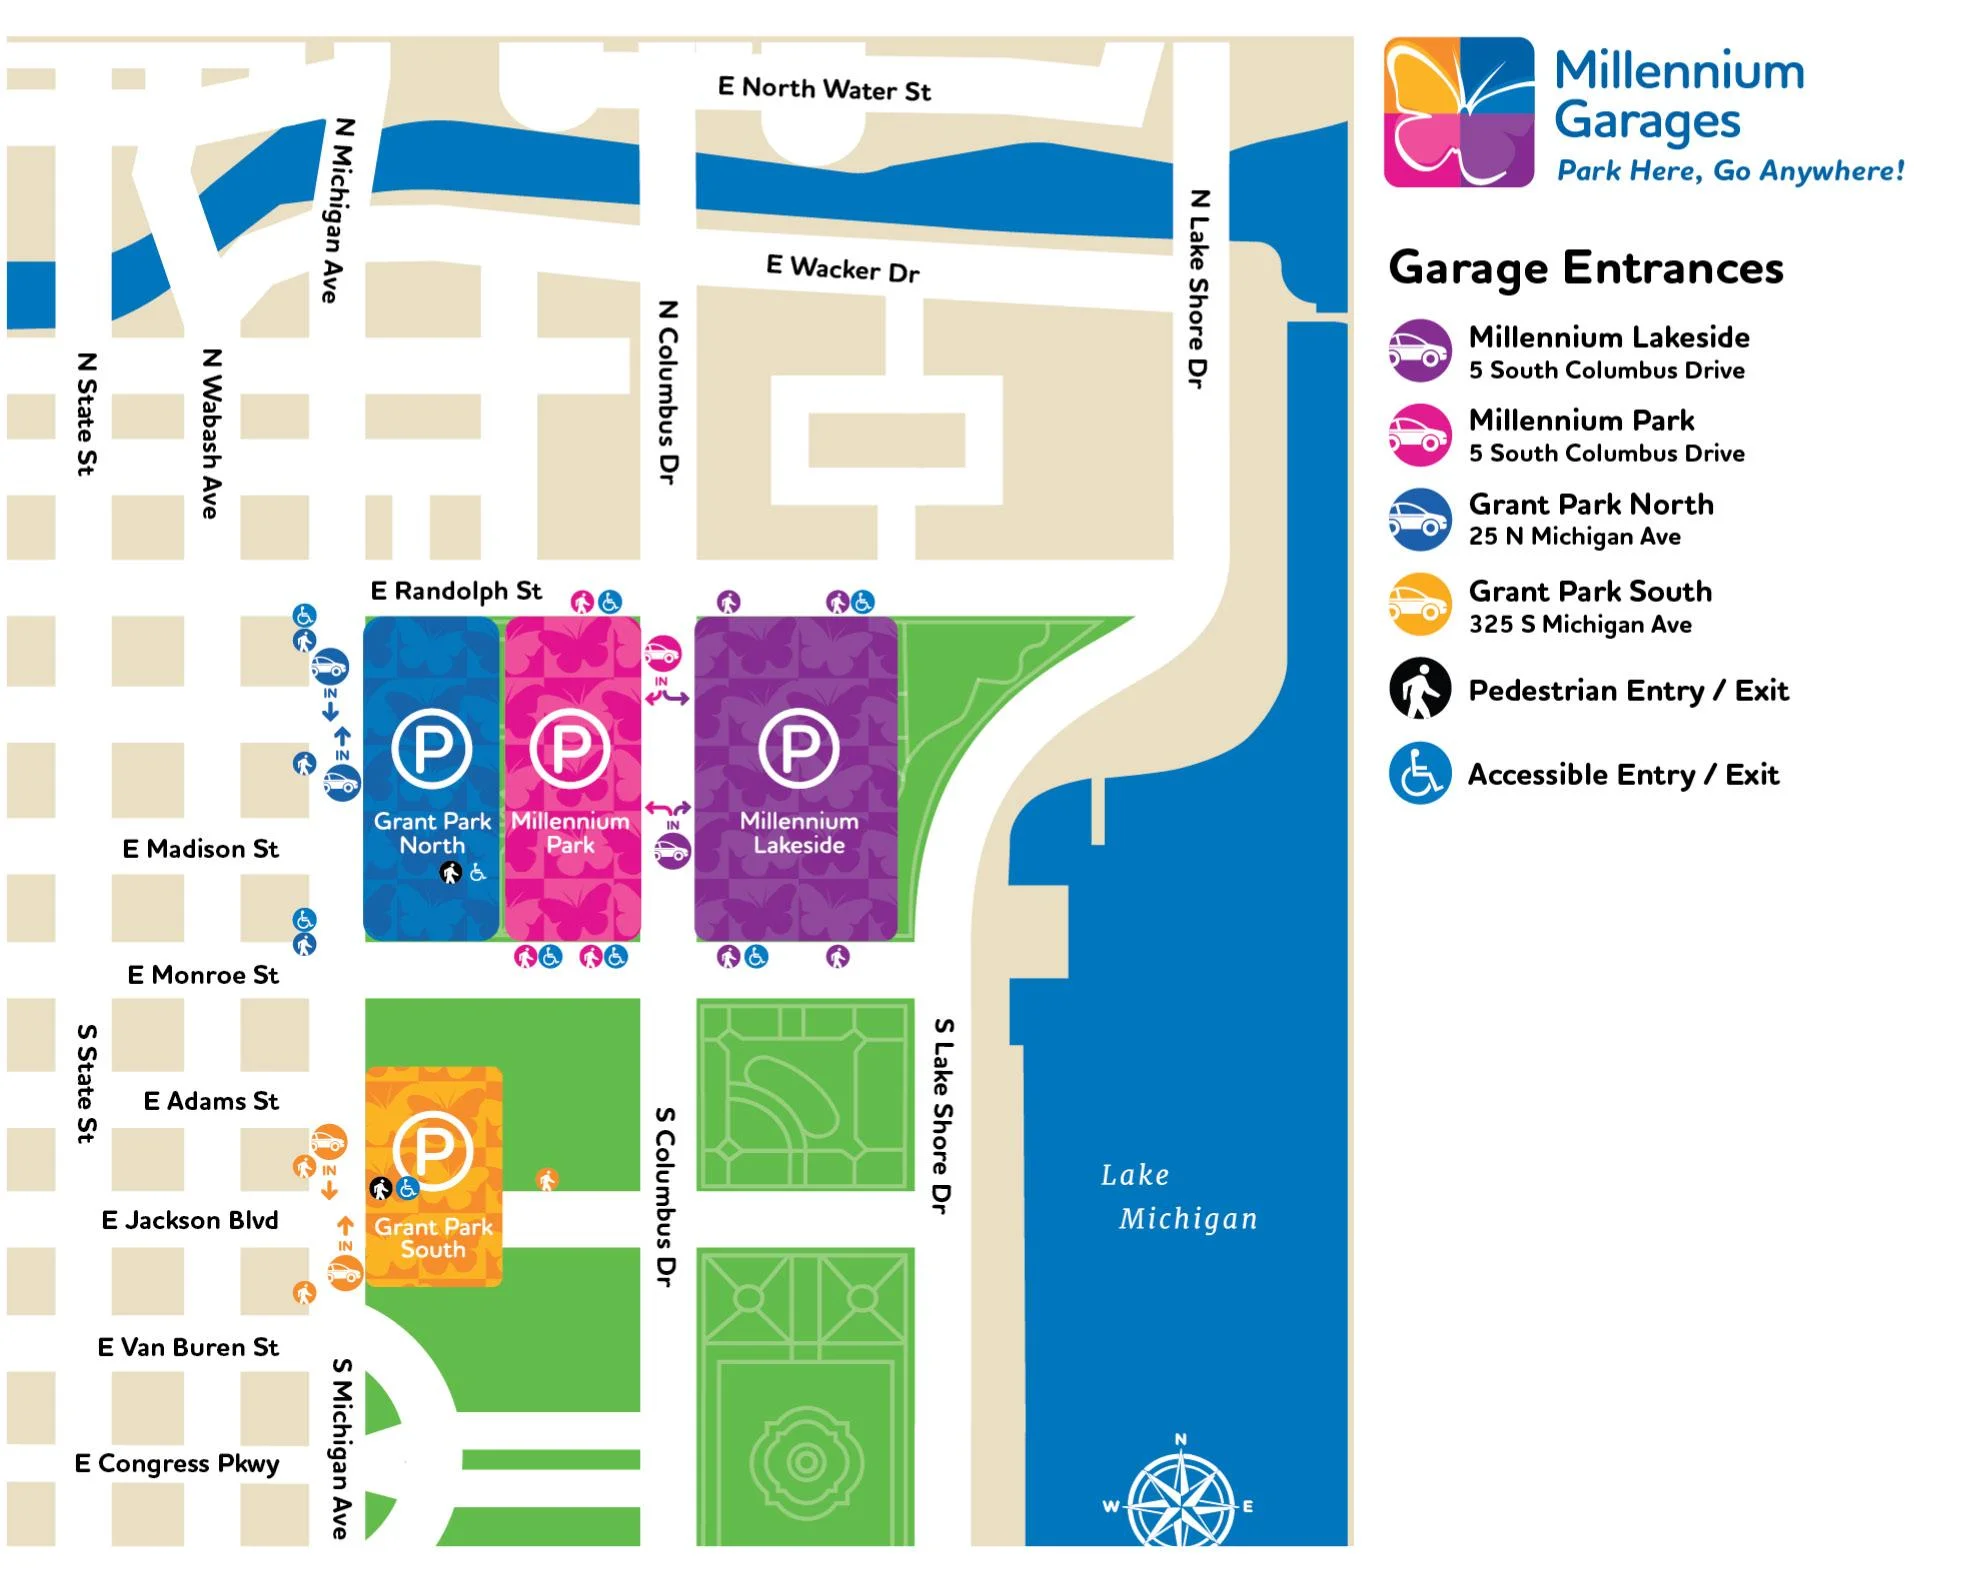 E North Water St
N Michigan Ave
E Wacker Dr
N Lake Shore Dr
N Columbus Dr
N State St
N Wabash Ave
E Randolph St
IN
IN
IN
IN
P
Grant Park
North
P
Millennium
Park
P
Millennium
Lakeside
E Madison St
E Monroe St
S State St
E Adams St
S Lake Shore Dr
S Columbus Dr
IN
IN
P
Grant Park
South
E Jackson Blvd
E Van Buren St
S Michigan Ave
E Congress Pkwy
Lake
Michigan
N
W
E
Millennium
Garages
Park Here, Go Anywhere!
Garage Entrances
Millennium Lakeside
5 South Columbus Drive
Millennium Park
5 South Columbus Drive
Grant Park North
25 N Michigan Ave
Grant Park South
325 S Michigan Ave
Pedestrian Entry / Exit
Accessible Entry / Exit